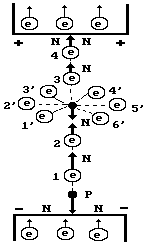 e e e
+ N N +
4 e N
3 e
3' e e 4'
2' e e 5'
1' e N e 6'
2 e
N
1 e
P
− N N −
e e e